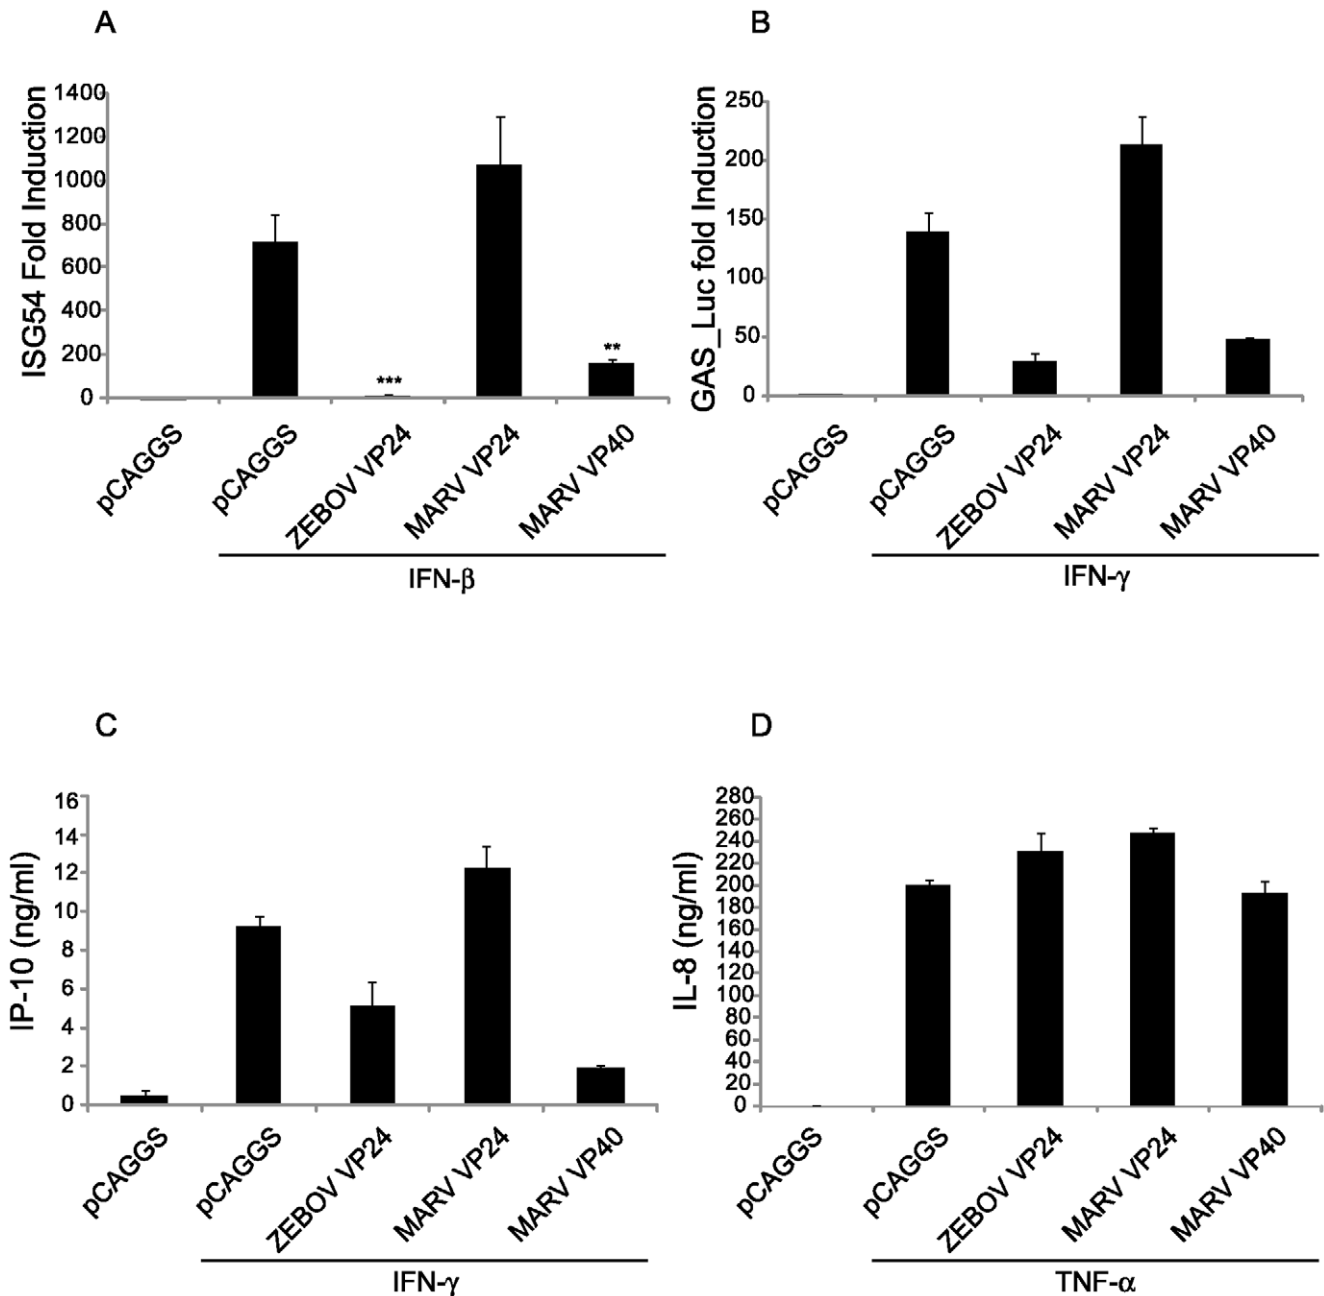 A
ISG54 Fold Induction
1400
1200
1000
800
600
400
200
0
***
**
pCAGGS
pCAGGS
ZEBOV VP24
MARV VP24
MARV VP40
IFN-β
B
GAS_Luc fold Induction
250
200
150
100
50
0
pCAGGS
pCAGGS
ZEBOV VP24
MARV VP24
MARV VP40
IFN-γ
C
IP-10 (ng/ml)
16
14
12
10
8
6
4
2
0
pCAGGS
pCAGGS
ZEBOV VP24
MARV VP24
MARV VP40
IFN-γ
D
IL-8 (ng/ml)
280
260
240
220
200
180
160
140
120
100
80
60
40
20
0
pCAGGS
pCAGGS
ZEBOV VP24
MARV VP24
MARV VP40
TNF-α